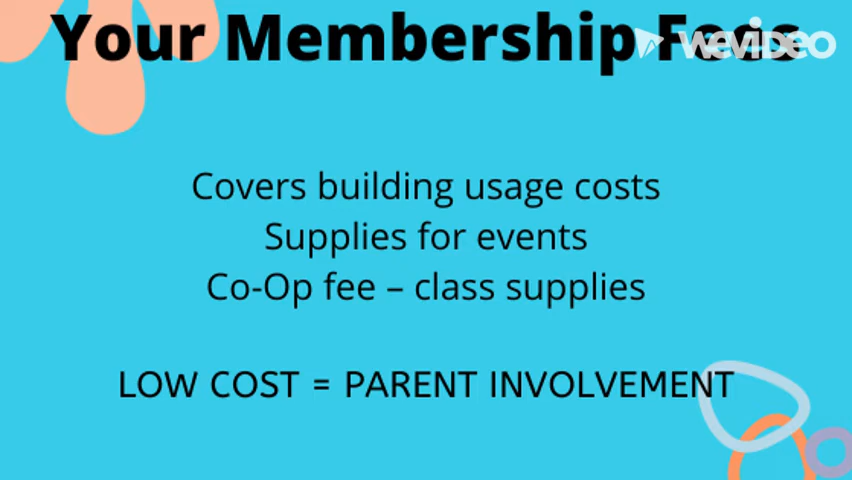 Your Membership Fees
WEVIDEO
Covers building usage costs
Supplies for events
Co-Op fee – class supplies
LOW COST = PARENT INVOLVEMENT